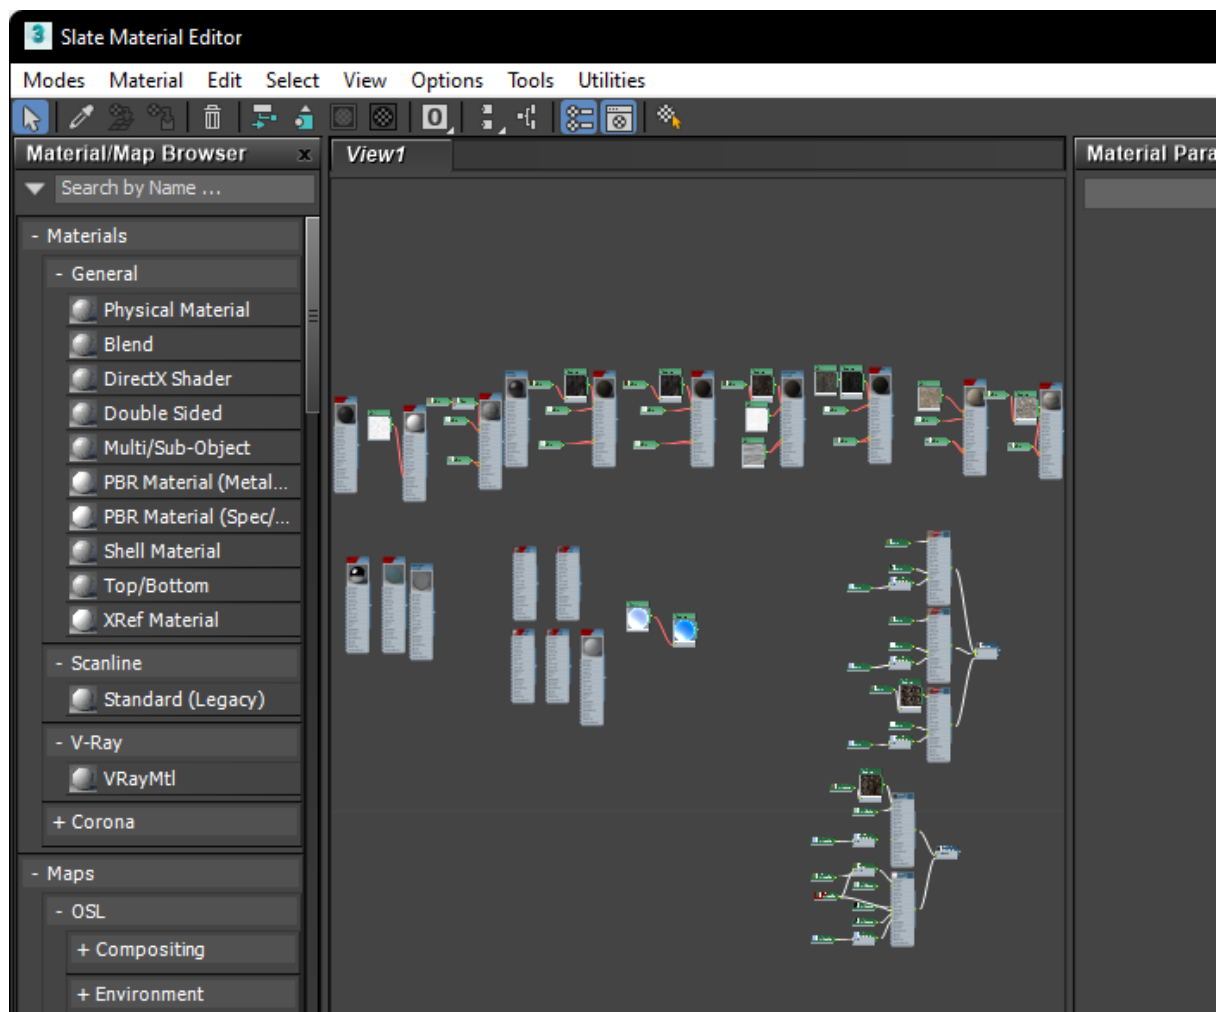 Slate Material Editor
Modes Material Edit Select View Options Tools Utilities
Material/Map Browser x
View1
Material Para
Search by Name ...
- Materials
- General
Physical Material
Blend
DirectX Shader
Double Sided
Multi/Sub-Object
PBR Material (Metal...
PBR Material (Spec/...
Shell Material
Top/Bottom
XRef Material
- Scanline
Standard (Legacy)
- V-Ray
VRayMtl
+ Corona
- Maps
- OSL
+ Compositing
+ Environment